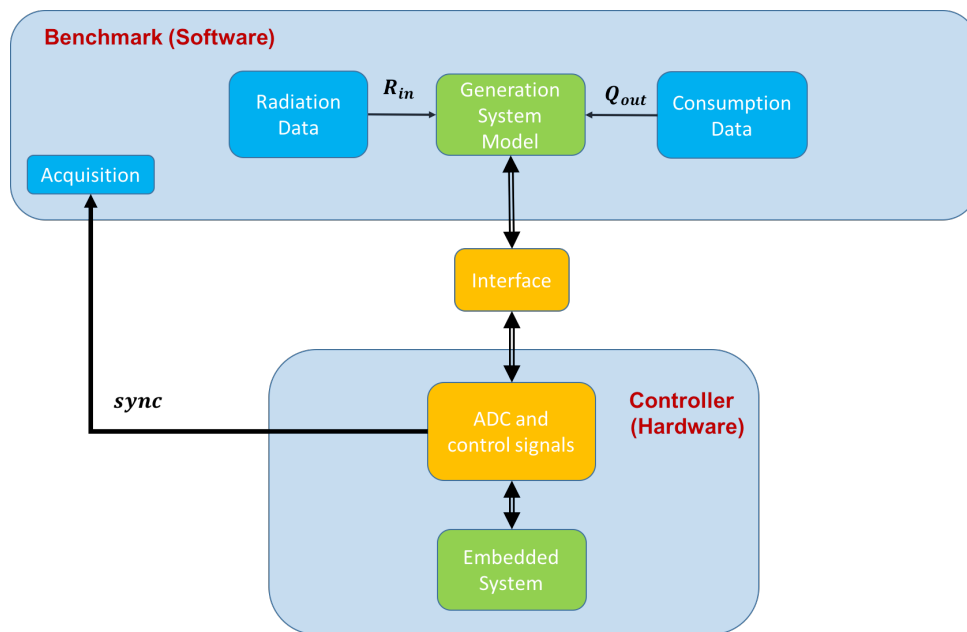 Benchmark (Software)
Radiation
Data
R_in
Generation
System
Model
Q_out
Consumption
Data
Acquisition
Interface
sync
ADC and
control signals
Controller
(Hardware)
Embedded
System